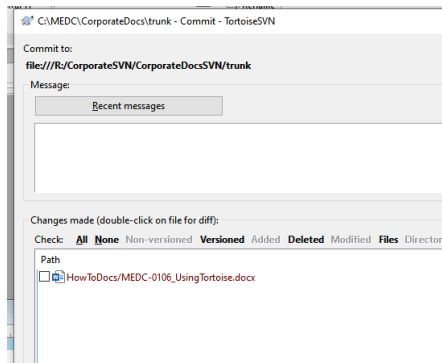 C:\MEDC\CorporateDocs\trunk - Commit - TortoiseSVN
Commit to:
file:///R:/CorporateSVN/CorporateDocsSVN/trunk
Message:
Recent messages
Changes made (double-click on file for diff):
Check: All None Non-versioned Versioned Added Deleted Modified Files Director
Path
HowToDocs/MEDC-0106_UsingTortoise.docx